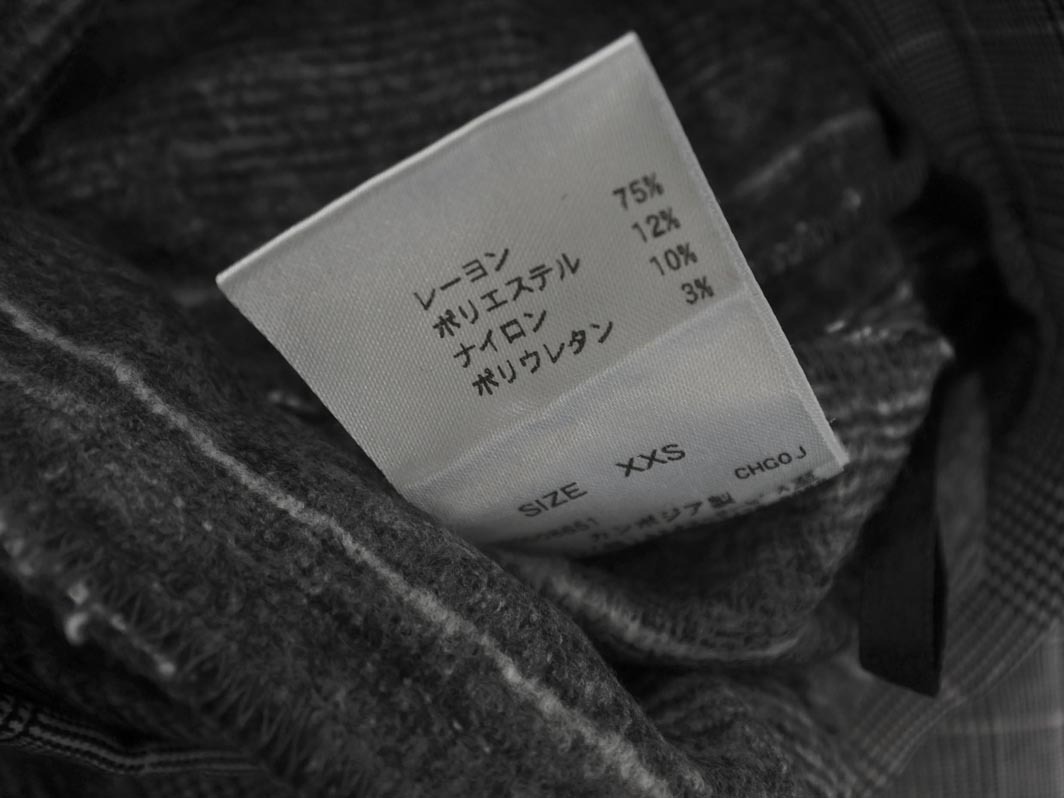 レーヨン 75%
ポリエステル 12%
ナイロン 10%
ポリウレタン 3%
SIZE XXS
CHGOJ
カンボジア製